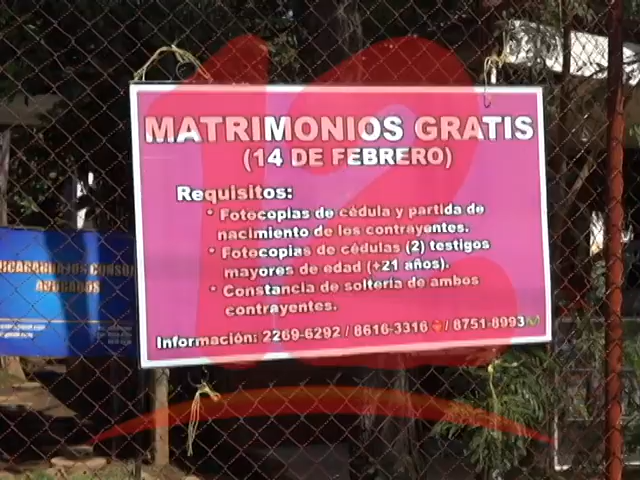 MATRIMONIOS GRATIS
(14 DE FEBRERO)
Requisitos:
* Fotocopias de cédula y partida de
nacimiento de los contrayentes.
* Fotocopias de cédulas (2) testigos
mayores de edad (+21 años).
* Constancia de soltería de ambos
contrayentes.
Información: 2269-6292 / 8616-3316 / 8751-8993
ABOGADOS
12